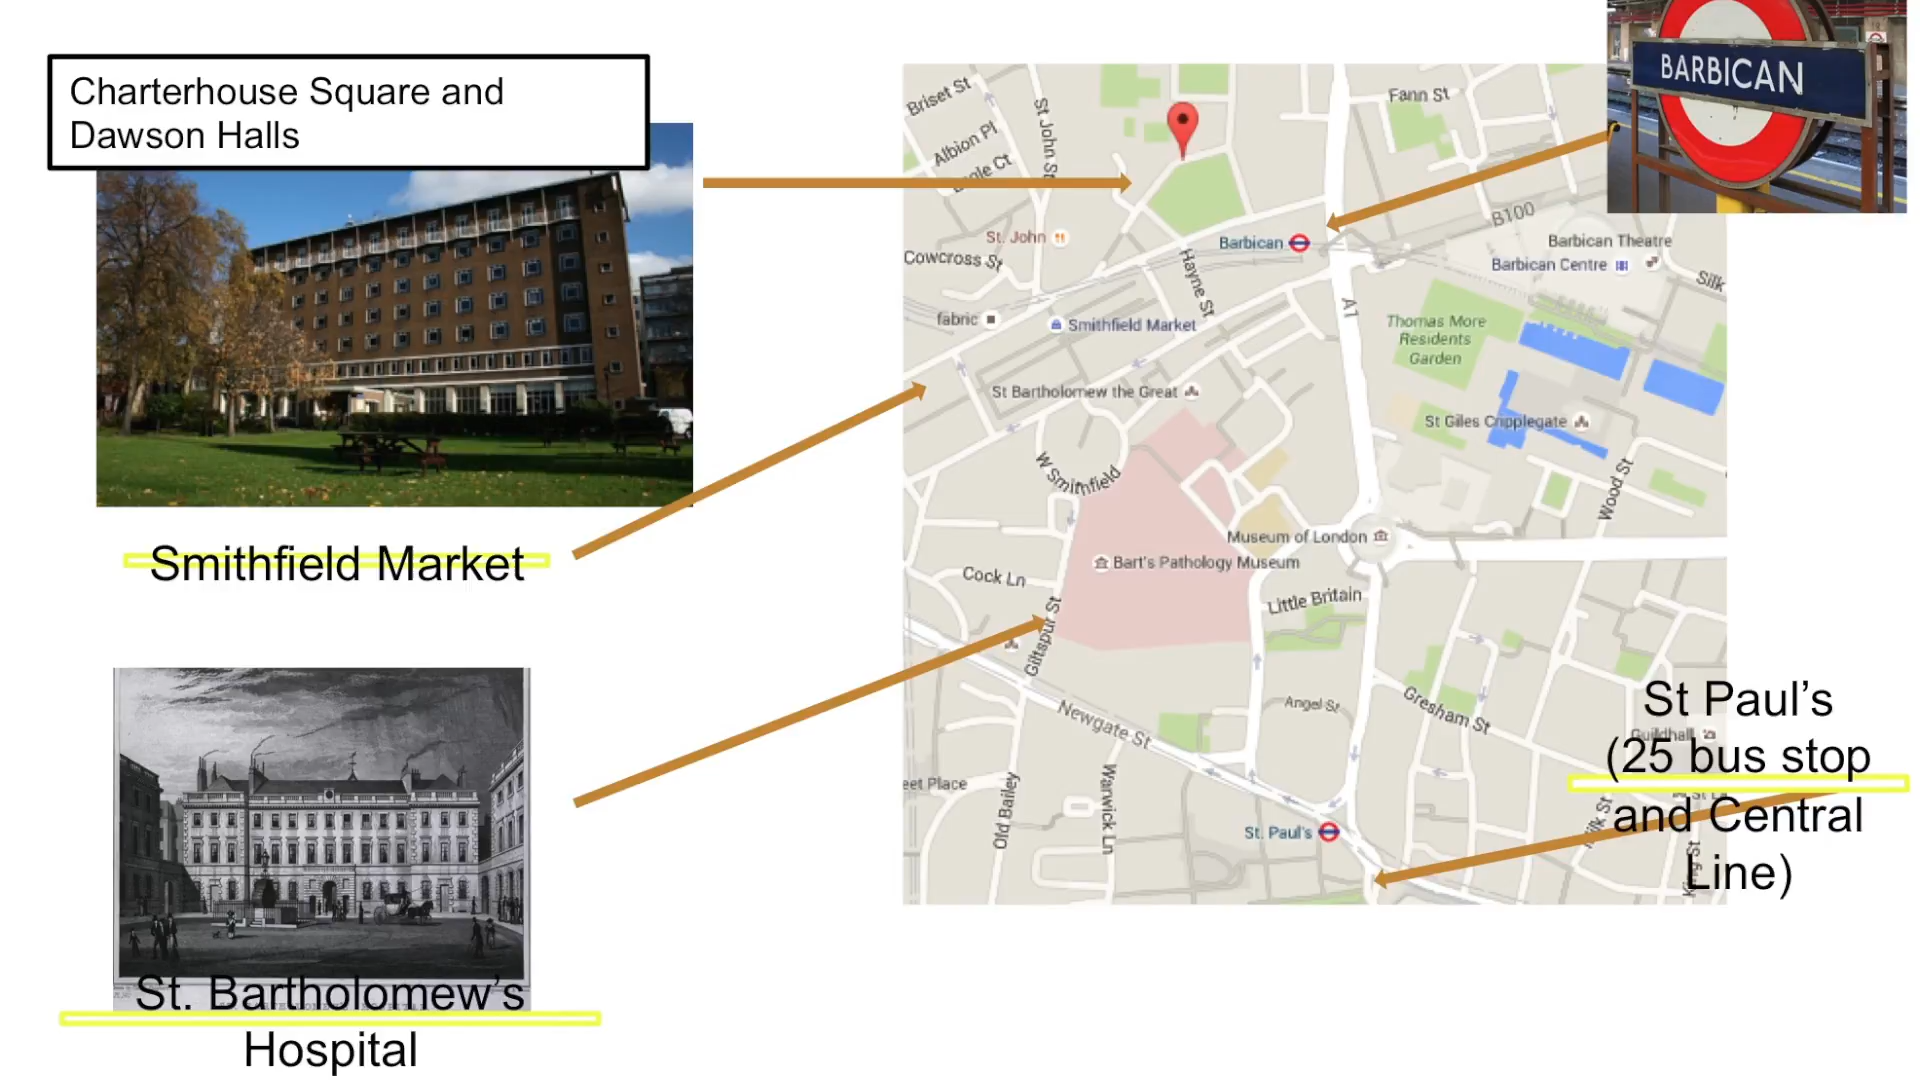 Charterhouse Square and
Dawson Halls
Smithfield Market
St. Bartholomew's
Hospital
BARBICAN
Briset St
St John St
Albion Pl
Fann St
B100
St. John
Barbican
Barbican Theatre
Barbican Centre
Cowcross St
Hayne St
Silk
A1
fabric
Smithfield Market
Thomas More
Residents
Garden
St Bartholomew the Great
St Giles Cripplegate
W Smithfield
Wood St
Museum of London
Bart's Pathology Museum
Cock Ln
Little Britain
Giltspur St
Angel St
Gresham St
Newgate St
Guildhall
eet Place
Old Bailey
Warwick Ln
St. Paul's
King St
St Paul’s
(25 bus stop
and Central
Line)